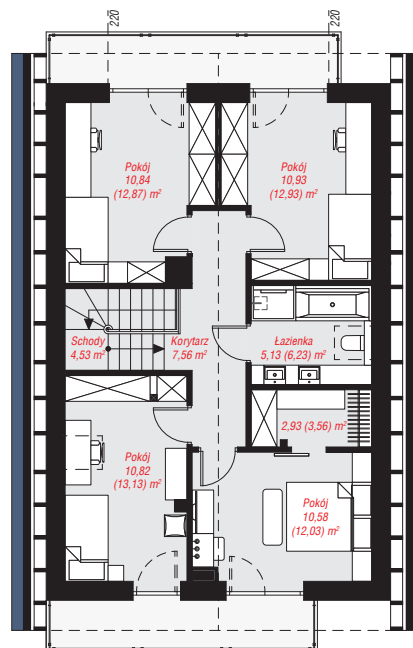 220
220
Pokój
10,84
(12,87) m²
Pokój
10,93
(12,93) m²
Schody
4,53 m²
Korytarz
7,56 m²
Łazienka
5,13 (6,23) m²
2,93 (3,56) m²
Pokój
10,82
(13,13) m²
Pokój
10,58
(12,03) m²